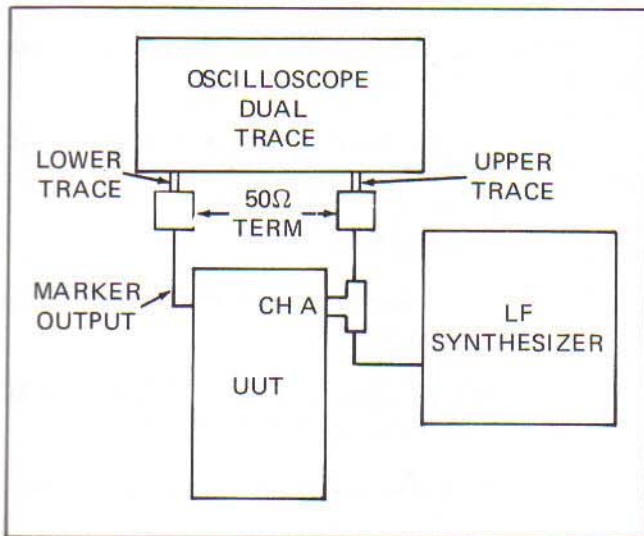 OSCILLOSCOPE
DUAL
TRACE
LOWER
TRACE
50Ω
TERM
UPPER
TRACE
MARKER
OUTPUT
CH A
UUT
LF
SYNTHESIZER